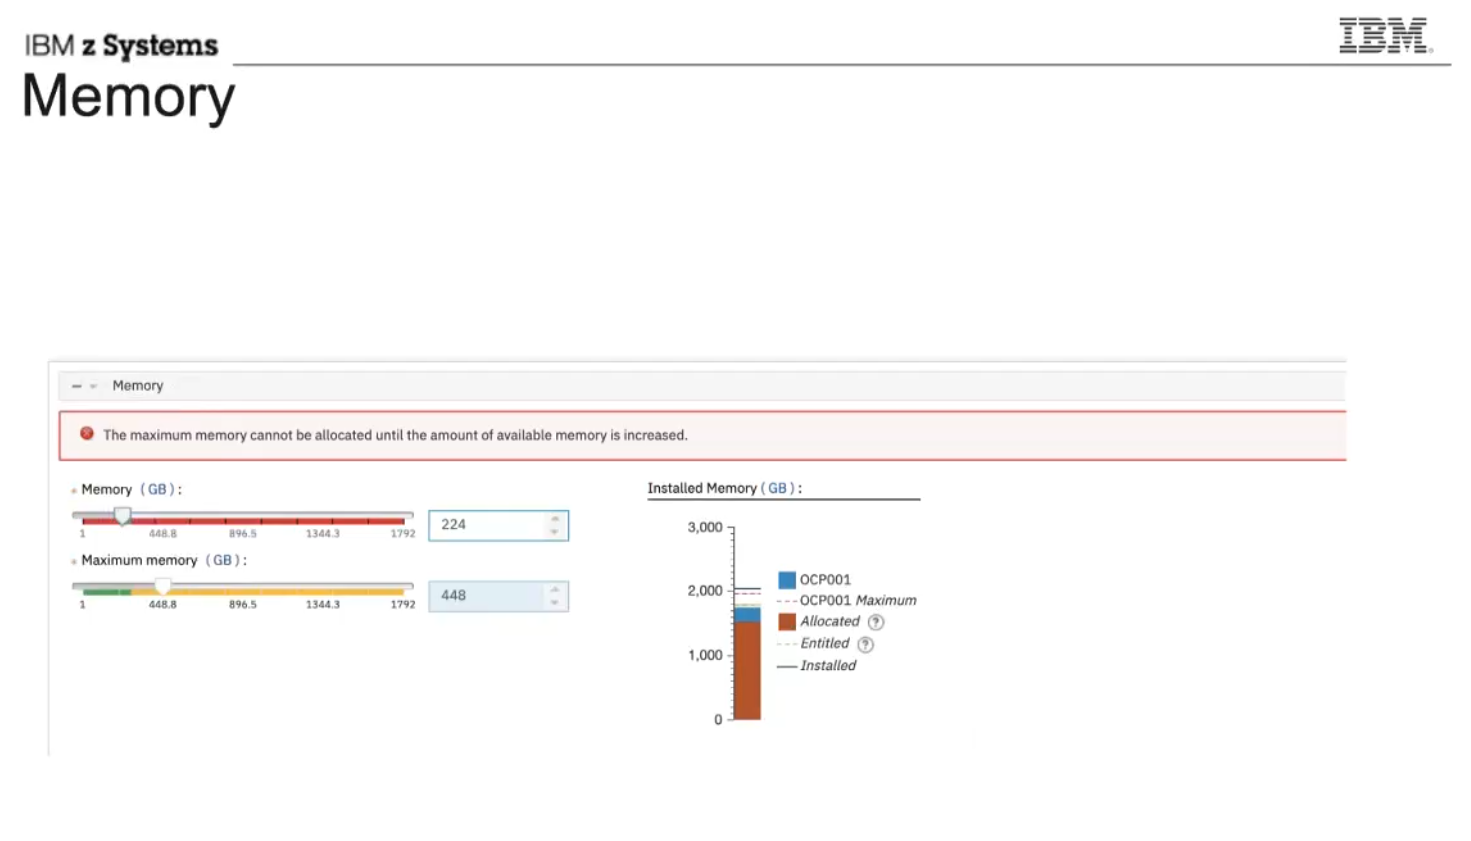 IBM z Systems
IBM
Memory
Memory
The maximum memory cannot be allocated until the amount of available memory is increased.
* Memory (GB):
1 448.8 896.5 1344.3 1792
224
* Maximum memory (GB):
1 448.8 896.5 1344.3 1792
448
Installed Memory (GB):
3,000
2,000
1,000
0
OCP001
OCP001 Maximum
Allocated ?
Entitled ?
Installed